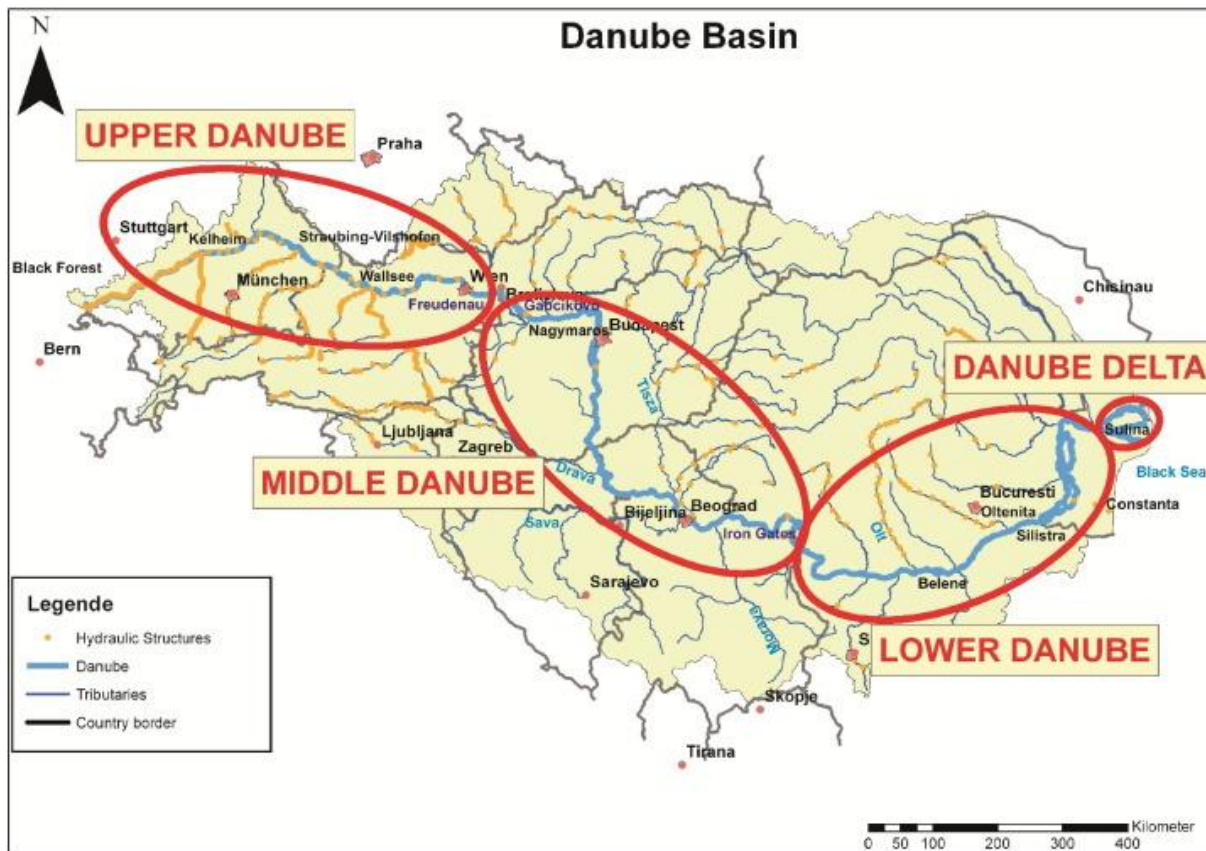 Danube Basin
N
UPPER DANUBE
Praha
Stuttgart
Kelheim
Straubing-Vilshofen
Black Forest
München
Wallsee
Wien
Freudenau
Gabcikovo
Chisinau
Bern
Nagymaros
Budapest
DANUBE DELTA
Tisza
Sulina
Ljubljana
Zagreb
MIDDLE DANUBE
Drava
Black Sea
Bucuresti
Constanta
Oltenita
Bijeljina
Beograd
Sava
Iron Gates
Olt
Silistra
Belene
Sarajevo
Morava
S
LOWER DANUBE
Skopje
Tirana
Legende
Hydraulic Structures
Danube
Tributaries
Country border
Kilometer
0 50 100 200 300 400